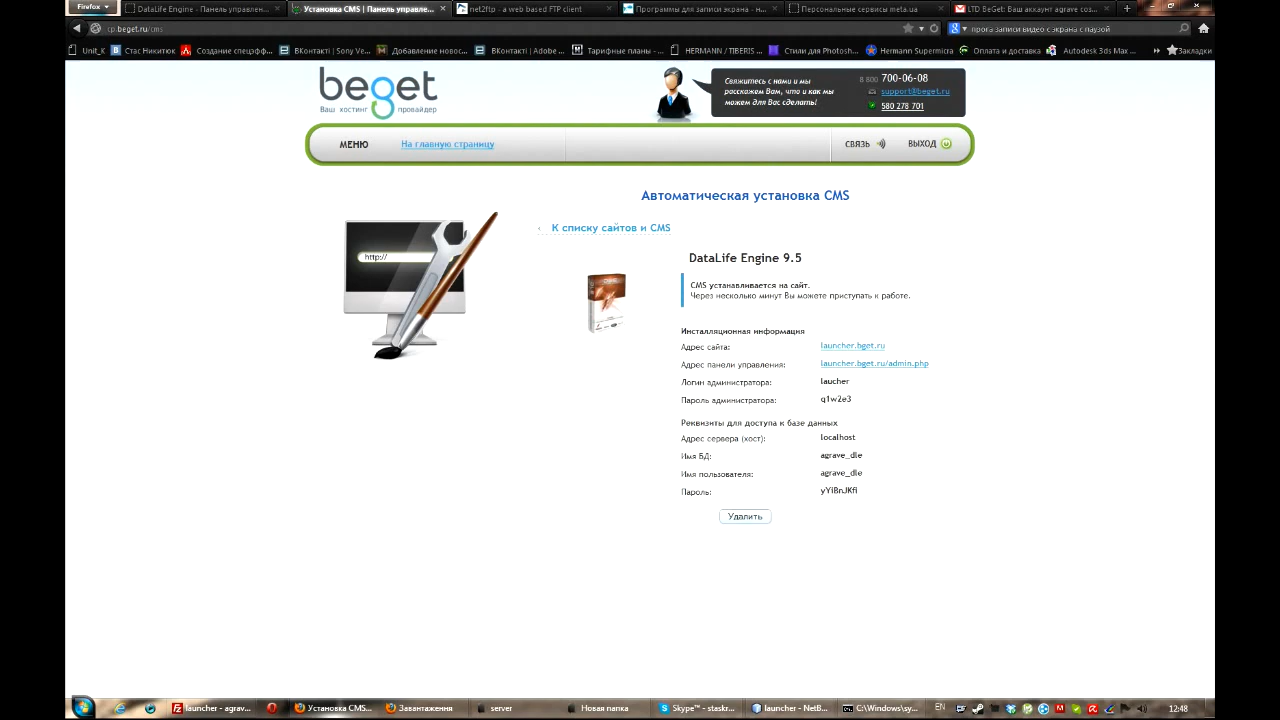 Firefox
DataLife Engine - Панель управлен...
Установка CMS | Панель управле...
net2ftp - a web based FTP client
Программы для записи экрана - н...
Персональные сервисы meta.ua
LTD BeGet: Ваш аккаунт agrave соз...
cp.beget.ru/cms
прога записи видео с экрана с паузой
Unit_K
Стас Никитюк
Создание спецэфф...
ВКонтакті | Sony Ve...
Добавление новос...
ВКонтакті | Adobe ...
Тарифные планы - ...
HERMANN / TIBERIS ...
Стили для Photosh...
Hermann Supermicra
Оплата и доставка
Autodesk 3ds Max ...
Закладки
beget
Ваш хостинг провайдер
Свяжитесь с нами и мы
расскажем Вам, что и как мы
можем для Вас сделать!
8 800 700-06-08
support@beget.ru
580 278 701
МЕНЮ
На главную страницу
СВЯЗЬ
ВЫХОД
Автоматическая установка CMS
К списку сайтов и CMS
http://
DataLife Engine 9.5
CMS устанавливается на сайт.
Через несколько минут Вы можете приступать к работе.
Инсталляционная информация
Адрес сайта: launcher.bget.ru
Адрес панели управления: launcher.bget.ru/admin.php
Логин администратора: laucher
Пароль администратора: q1w2e3
Реквизиты для доступа к базе данных
Адрес сервера (хост): localhost
Имя БД: agrave_dle
Имя пользователя: agrave_dle
Пароль: yYiBnJKfi
Удалить
launcher - agrav...
Установка CMS...
Завантаження
server
Новая папка
Skype™ - staskr...
launcher - NetB...
C:\Windows\sy...
EN
12:48